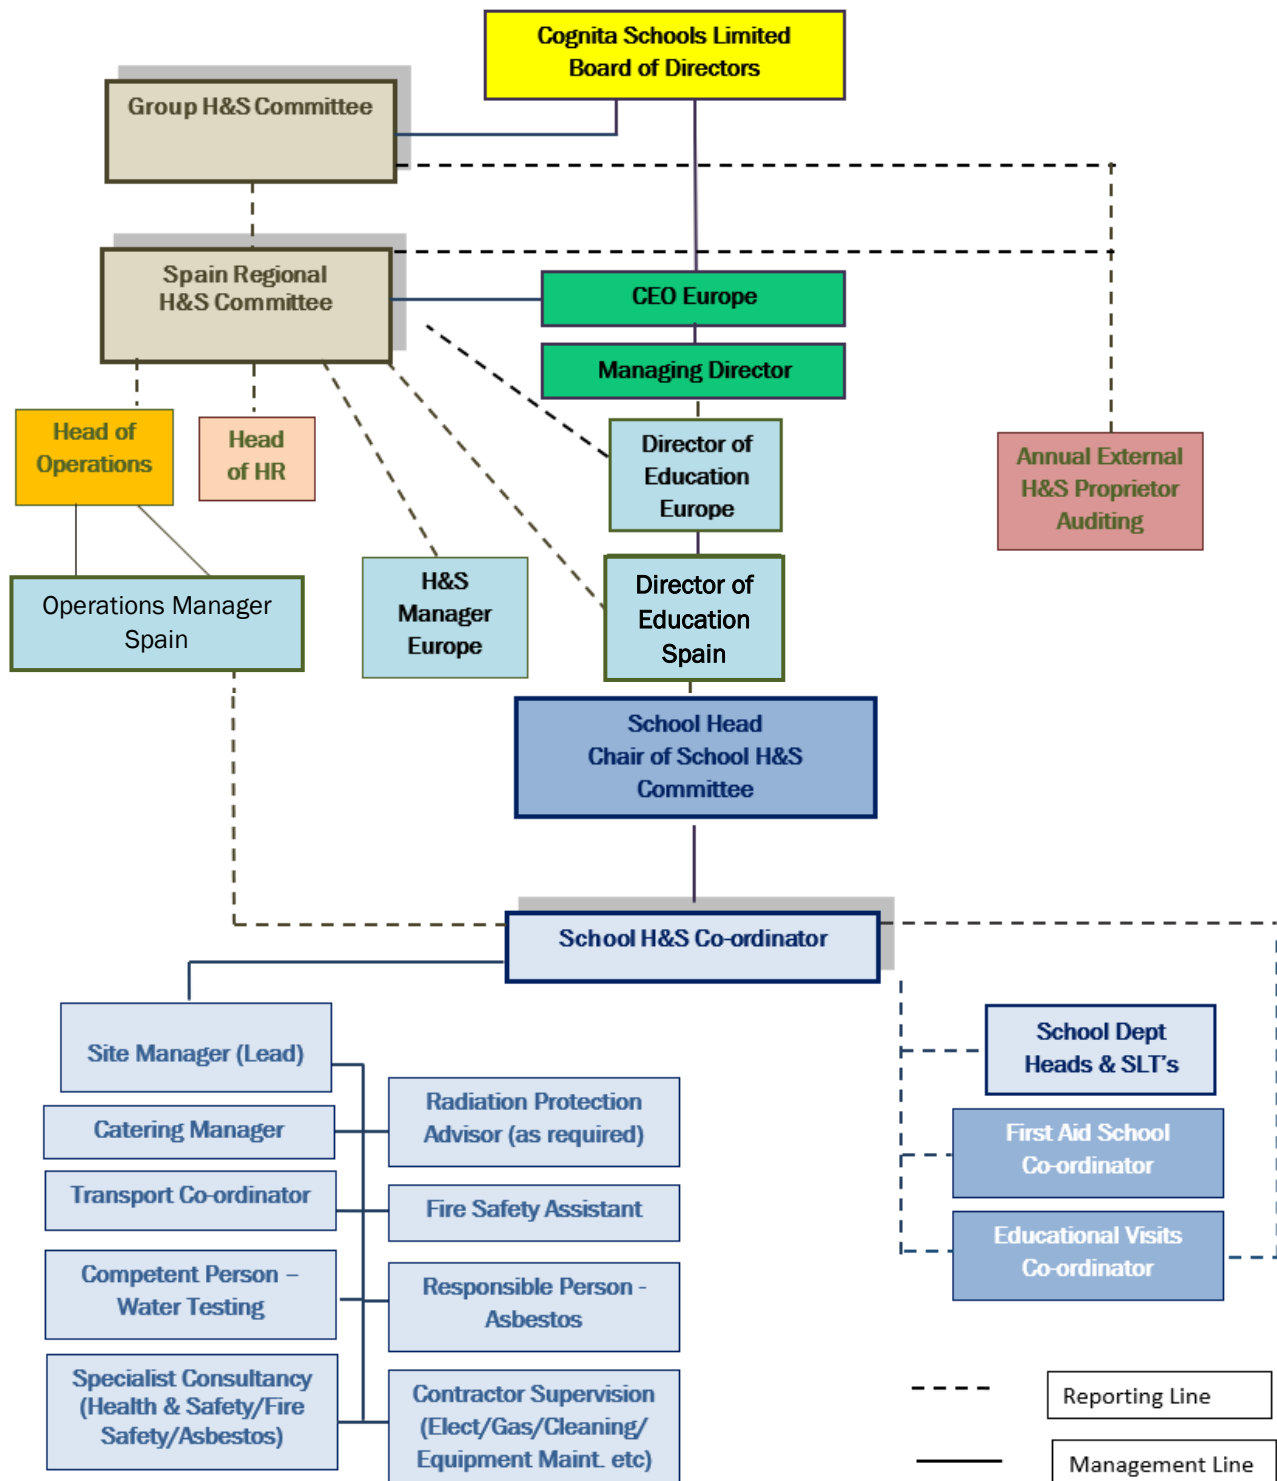 Cognita Schools Limited
Board of Directors
Group H&S Committee
Spain Regional
H&S Committee
CEO Europe
Managing Director
Head of
Operations
Head
of HR
Director of
Education
Europe
Annual External
H&S Proprietor
Auditing
Operations Manager
Spain
H&S
Manager
Europe
Director of
Education
Spain
School Head
Chair of School H&S
Committee
School H&S Co-ordinator
Site Manager (Lead)
Catering Manager
Transport Co-ordinator
Competent Person –
Water Testing
Specialist Consultancy
(Health & Safety/Fire
Safety/Asbestos)
Radiation Protection
Advisor (as required)
Fire Safety Assistant
Responsible Person -
Asbestos
Contractor Supervision
(Elect/Gas/Cleaning/
Equipment Maint. etc)
School Dept
Heads & SLT's
First Aid School
Co-ordinator
Educational Visits
Co-ordinator
Reporting Line
Management Line